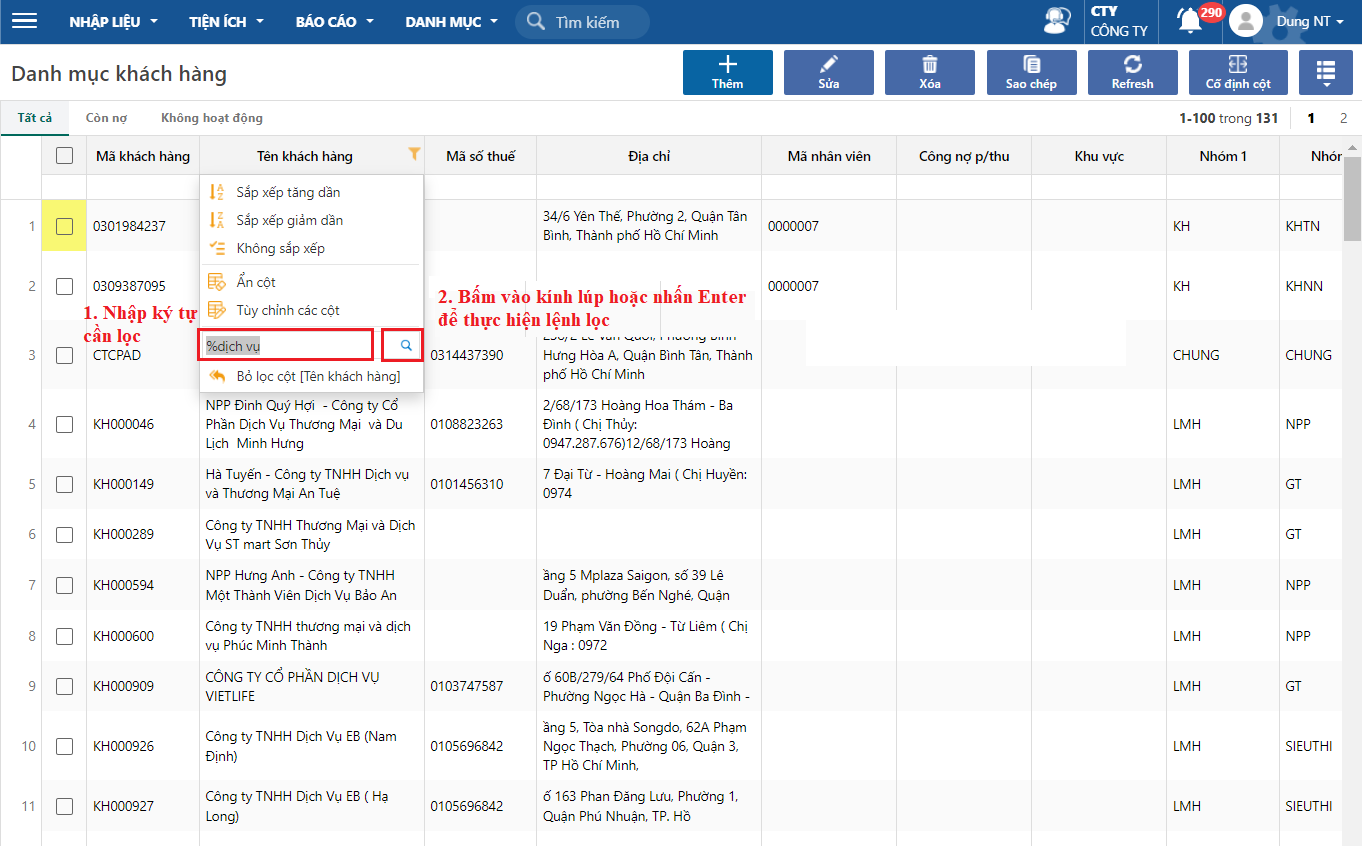 NHẬP LIỆU TIỆN ÍCH BÁO CÁO DANH MỤC Tìm kiếm CTY CÔNG TY 290 Dung NT
Danh mục khách hàng Thêm Sửa Xóa Sao chép Refresh Cố định cột
Tất cả Còn nợ Không hoạt động 1-100 trong 131 1 2
Mã khách hàng Tên khách hàng Mã số thuế Địa chỉ Mã nhân viên Công nợ p/thu Khu vực Nhóm 1 Nhóm
Sắp xếp tăng dần
Sắp xếp giảm dần
Không sắp xếp
Ẩn cột
Tùy chỉnh các cột
%dịch vụ
Bỏ lọc cột [Tên khách hàng]
1. Nhập ký tự
cần lọc
2. Bấm vào kính lúp hoặc nhấn Enter
để thực hiện lệnh lọc
1 0301984237 34/6 Yên Thế, Phường 2, Quận Tân 0000007 KH KHTN
Bình, Thành phố Hồ Chí Minh
2 0309387095 0000007 KH KHNN
3 CTCPAD 0314437390 Hưng Hòa A, Quận Bình Tân, Thành CHUNG CHUNG
phố Hồ Chí Minh
4 KH000046 NPP Đinh Quý Hợi - Công ty Cổ 0108823263 2/68/173 Hoàng Hoa Thám - Ba LMH NPP
Phần Dịch Vụ Thương Mại và Du Đình ( Chị Thủy:
Lịch Minh Hưng 0947.287.676)12/68/173 Hoàng
5 KH000149 Hà Tuyến - Công ty TNHH Dịch vụ 0101456310 7 Đại Từ - Hoàng Mai ( Chị Huyền: LMH GT
và Thương Mại An Tuệ 0974
6 KH000289 Công ty TNHH Thương Mại và Dịch LMH GT
Vụ ST mart Sơn Thủy
7 KH000594 NPP Hưng Anh - Công ty TNHH ầng 5 Mplaza Saigon, số 39 Lê LMH NPP
Một Thành Viên Dịch Vụ Bảo An Duẩn, phường Bến Nghé, Quận
8 KH000600 Công ty TNHH thương mại và dịch 19 Phạm Văn Đồng - Từ Liêm ( Chị LMH NPP
vụ Phúc Minh Thành Nga : 0972
9 KH000909 CÔNG TY CỔ PHẦN DỊCH VỤ 0103747587 ố 60B/279/64 Phố Đội Cấn - LMH GT
VIETLIFE Phường Ngọc Hà - Quận Ba Đình -
10 KH000926 Công ty TNHH Dịch Vụ EB (Nam 0105696842 ầng 5, Tòa nhà Songdo, 62A Phạm LMH SIEUTHI
Định) Ngọc Thạch, Phường 06, Quận 3,
TP Hồ Chí Minh,
11 KH000927 Công ty TNHH Dịch Vụ EB ( Hạ 0105696842 ố 163 Phan Đăng Lưu, Phường 1, LMH SIEUTHI
Long) Quận Phú Nhuận, TP. Hồ